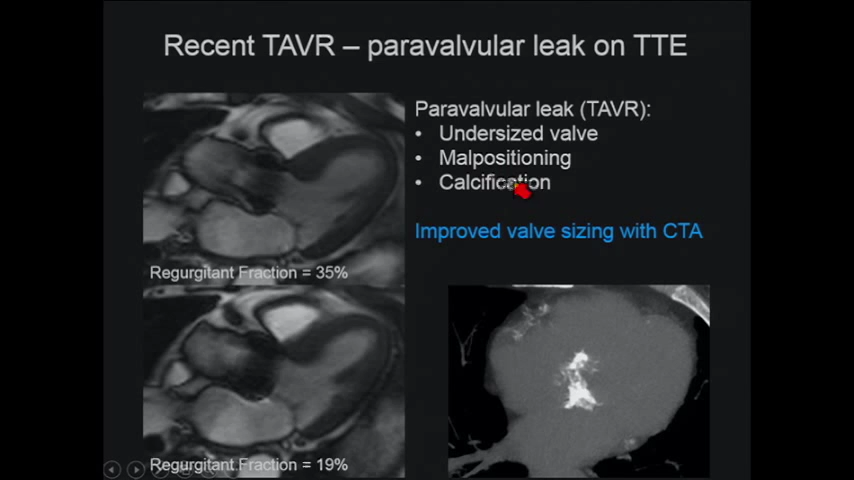 Recent TAVR – paravalvular leak on TTE
Paravalvular leak (TAVR):
• Undersized valve
• Malpositioning
• Calcification
Improved valve sizing with CTA
Regurgitant Fraction = 35%
Regurgitant Fraction = 19%